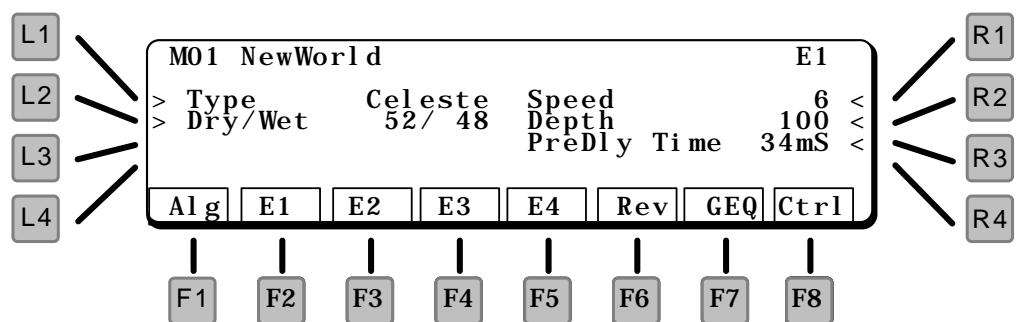 L1
R1
MO1 NewWorld E1
L2
R2
> Type Celeste Speed 6 <
> Dry/Wet 52/ 48 Depth 100 <
PreDly Time 34mS <
L3
R3
L4
R4
Alg E1 E2 E3 E4 Rev GEQ Ctrl
F1 F2 F3 F4 F5 F6 F7 F8